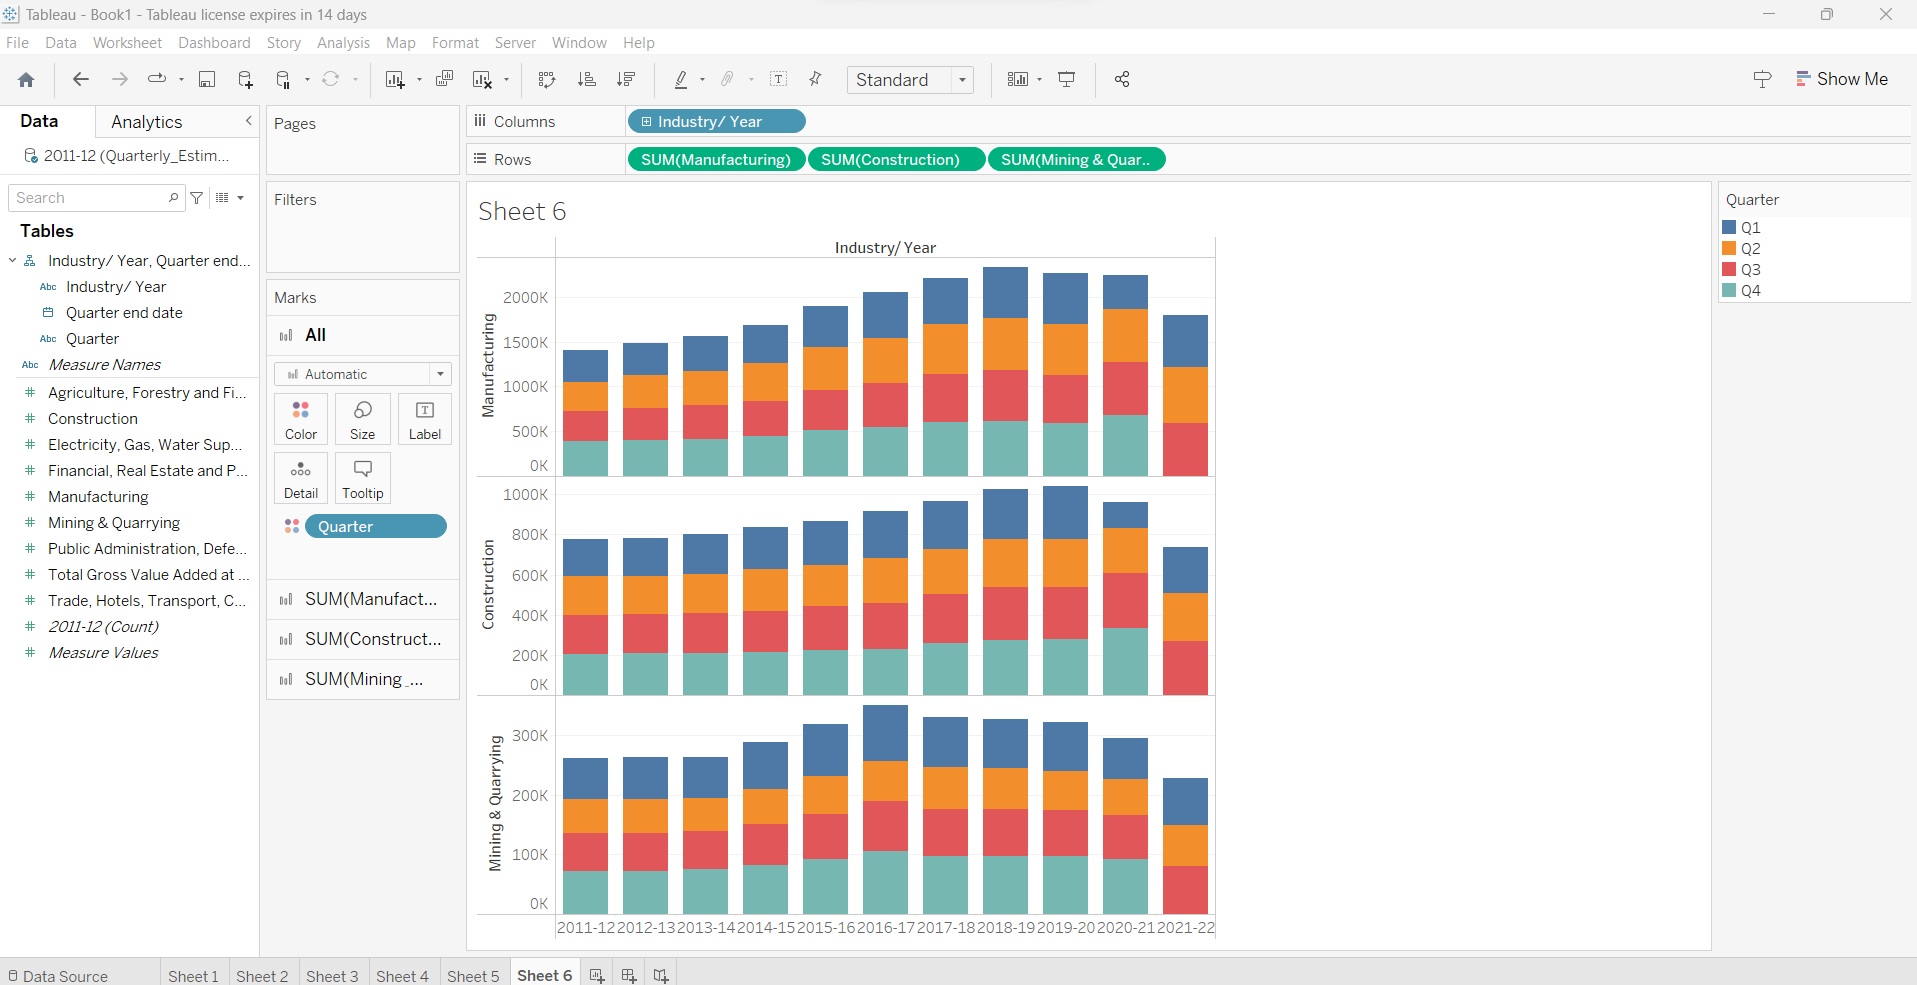 Tableau - Book1 - Tableau license expires in 14 days
File Data Worksheet Dashboard Story Analysis Map Format Server Window Help
Standard
Show Me
Data
Analytics
2011-12 (Quarterly_Estim...
Search
Tables
Industry/ Year, Quarter end...
Abc Industry/ Year
Quarter end date
Abc Quarter
Abc Measure Names
# Agriculture, Forestry and Fi...
# Construction
# Electricity, Gas, Water Sup...
# Financial, Real Estate and P...
# Manufacturing
# Mining & Quarrying
# Public Administration, Defe...
# Total Gross Value Added at ...
# Trade, Hotels, Transport, C...
# 2011-12 (Count)
# Measure Values
Pages
Filters
Marks
All
Automatic
Color
Size
T
Label
Detail
Tooltip
Quarter
SUM(Manufact...
SUM(Construct...
SUM(Mining _...
Columns
Industry/ Year
Rows
SUM(Manufacturing)
SUM(Construction)
SUM(Mining & Quar..
Sheet 6
Industry/ Year
Manufacturing
2000K
1500K
1000K
500K
0K
Construction
1000K
800K
600K
400K
200K
0K
Mining & Quarrying
300K
200K
100K
0K
2011-12 2012-13 2013-14 2014-15 2015-16 2016-17 2017-18 2018-19 2019-20 2020-21 2021-22
Quarter
Q1
Q2
Q3
Q4
Data Source
Sheet 1
Sheet 2
Sheet 3
Sheet 4
Sheet 5
Sheet 6